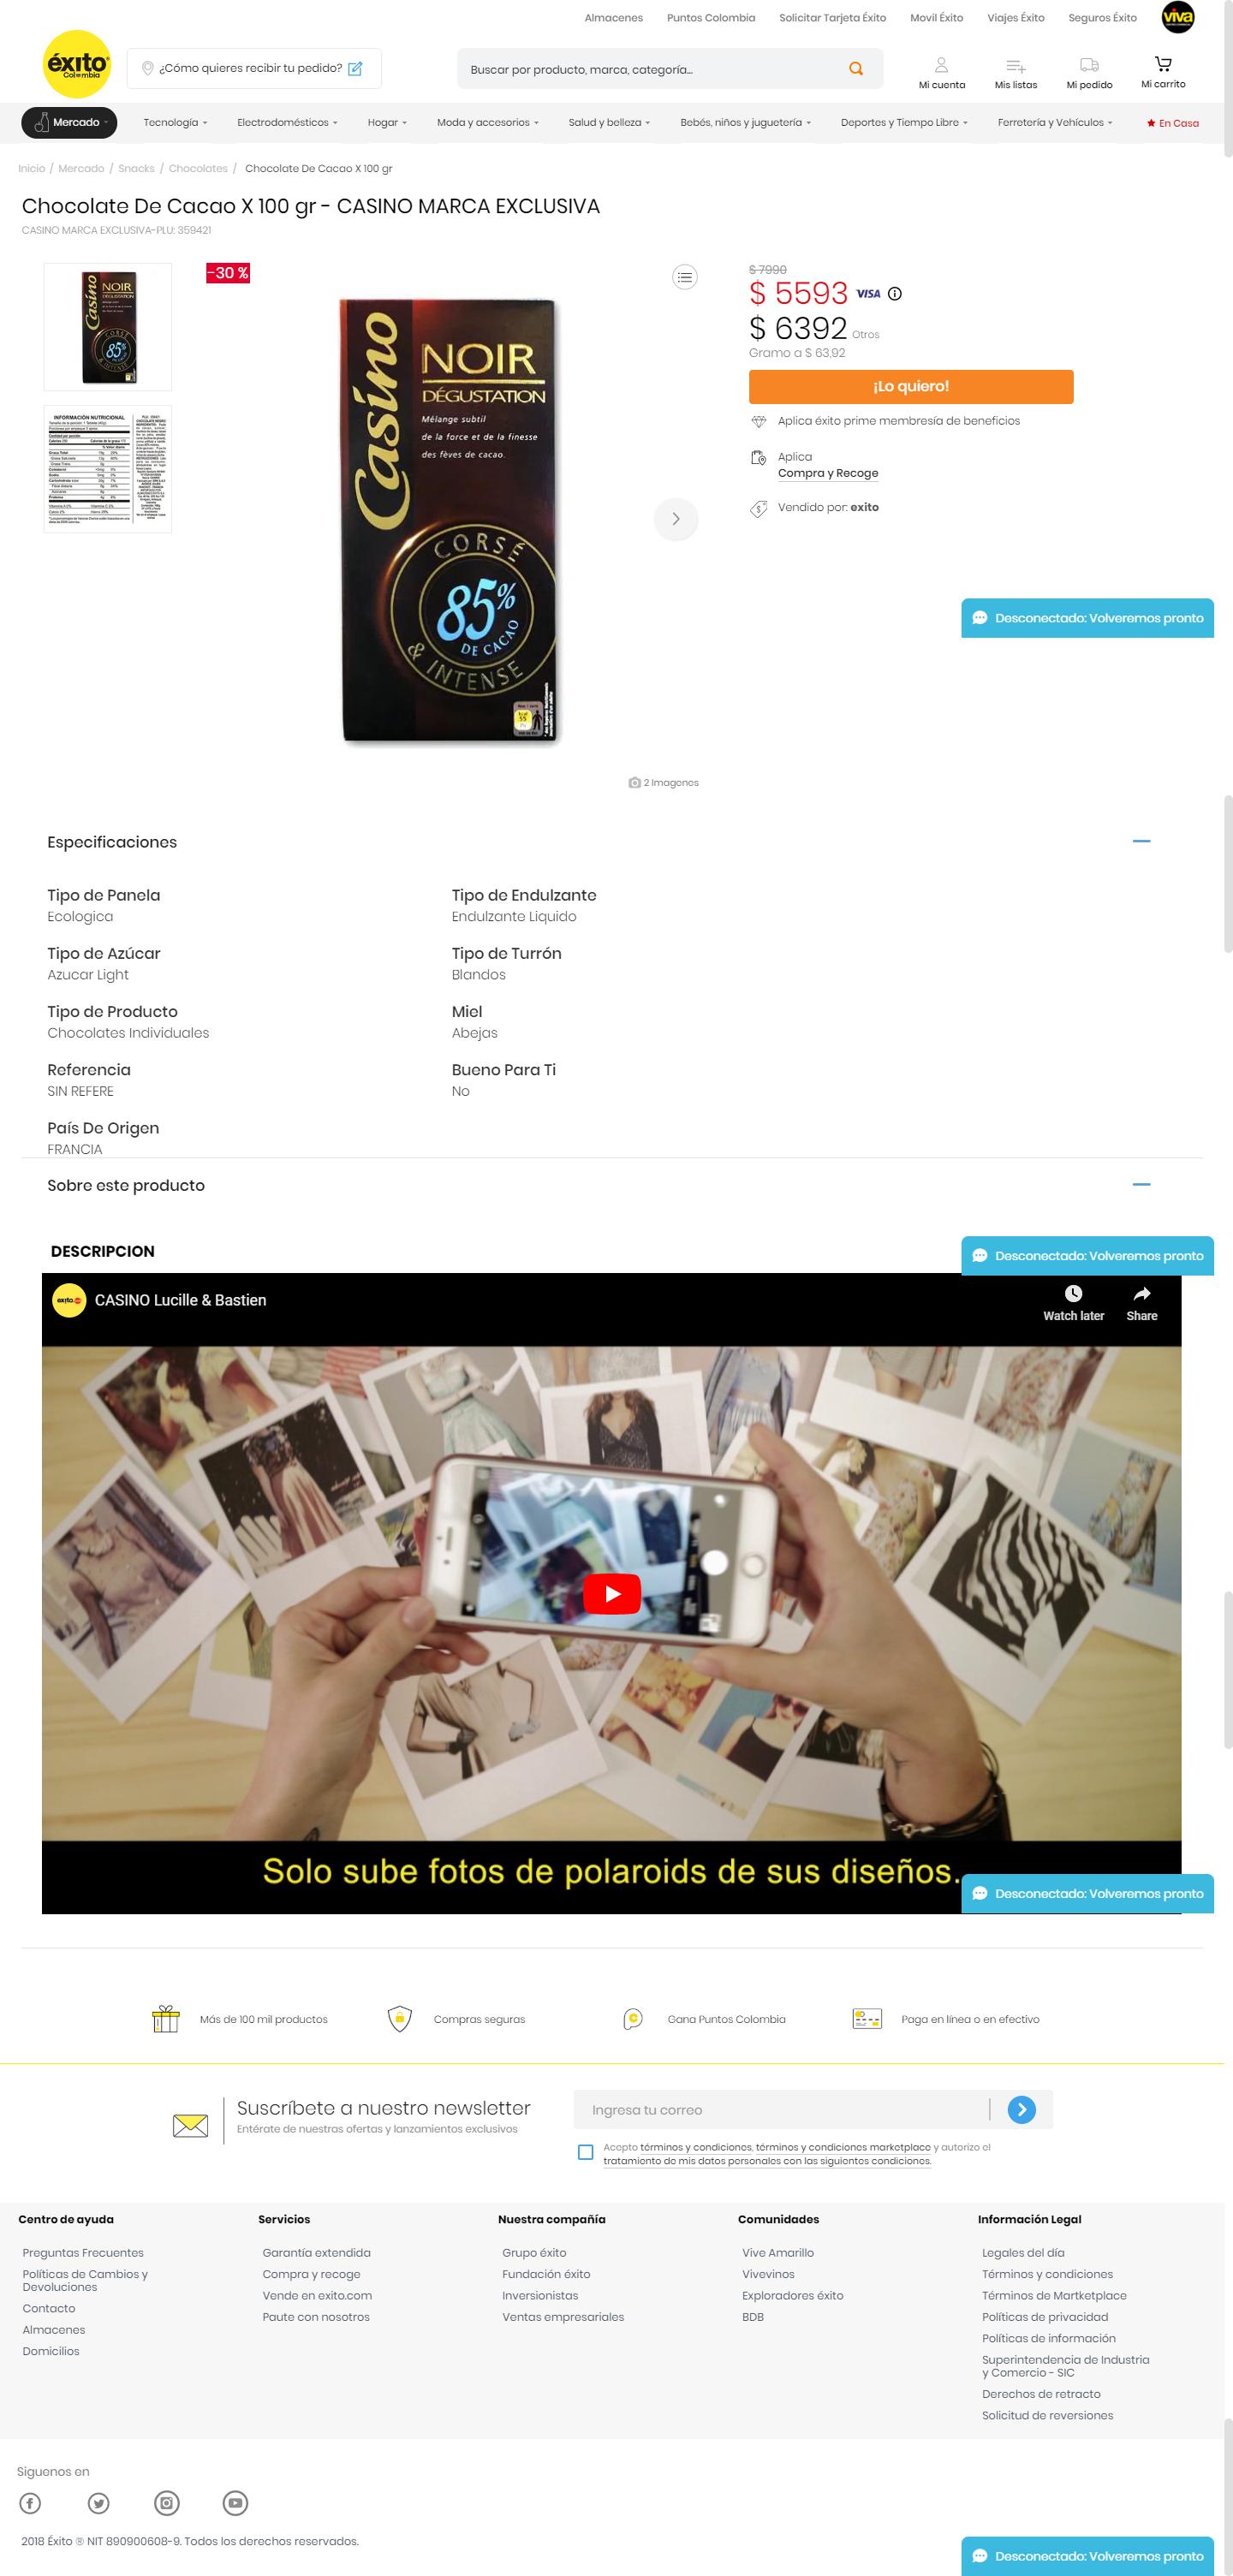 Almacenes Puntos Colombia Solicitar Tarjeta Éxito Movil Éxito Viajes Éxito Seguros Éxito viva
éxito
Colombia
¿Cómo quieres recibir tu pedido?
Buscar por producto, marca, categoría...
Mi cuenta Mis listas Mi pedido Mi carrito
Mercado Tecnología Electrodomésticos Hogar Moda y accesorios Salud y belleza Bebés, niños y juguetería Deportes y Tiempo Libre Ferretería y Vehículos En Casa
Inicio / Mercado / Snacks / Chocolates / Chocolate De Cacao X 100 gr
Chocolate De Cacao X 100 gr - CASINO MARCA EXCLUSIVA
CASINO MARCA EXCLUSIVA-PLU: 359421
Casino
NOIR
DÉGUSTATION
CORSÉ
85%
& INTENSE
INFORMACIÓN NUTRICIONAL
-30 %
Casino
NOIR
DÉGUSTATION
Mélange subtil
de la force et de la finesse
des fèves de cacao.
CORSÉ
85%
DE CACAO
& INTENSE
2 Imagenes
$ 7990
$ 5593 VISA
$ 6392 Otros
Gramo a $ 63,92
¡Lo quiero!
Aplica éxito prime membresía de beneficios
Aplica
Compra y Recoge
Vendido por: exito
Desconectado: Volveremos pronto
Especificaciones
Tipo de Panela
Ecologica
Tipo de Endulzante
Endulzante Liquido
Tipo de Azúcar
Azucar Light
Tipo de Turrón
Blandos
Tipo de Producto
Chocolates Individuales
Miel
Abejas
Referencia
SIN REFERE
Bueno Para Ti
No
País De Origen
FRANCIA
Sobre este producto
DESCRIPCION
Desconectado: Volveremos pronto
CASINO Lucille & Bastien
Watch later Share
Solo sube fotos de polaroids de sus diseños.
Desconectado: Volveremos pronto
Más de 100 mil productos Compras seguras Gana Puntos Colombia Paga en línea o en efectivo
Suscríbete a nuestro newsletter
Entérate de nuestras ofertas y lanzamientos exclusivos
Ingresa tu correo
Acepto términos y condiciones, términos y condiciones marketplace y autorizo el
tratamiento de mis datos personales con las siguientes condiciones.
Centro de ayuda
Preguntas Frecuentes
Políticas de Cambios y
Devoluciones
Contacto
Almacenes
Domicilios
Servicios
Garantía extendida
Compra y recoge
Vende en exito.com
Paute con nosotros
Nuestra compañía
Grupo éxito
Fundación éxito
Inversionistas
Ventas empresariales
Comunidades
Vive Amarillo
Vivevinos
Exploradores éxito
BDB
Información Legal
Legales del día
Términos y condiciones
Términos de Martketplace
Políticas de privacidad
Políticas de información
Superintendencia de Industria
y Comercio - SIC
Derechos de retracto
Solicitud de reversiones
Siguenos en
2018 Éxito ® NIT 890900608-9. Todos los derechos reservados.
Desconectado: Volveremos pronto